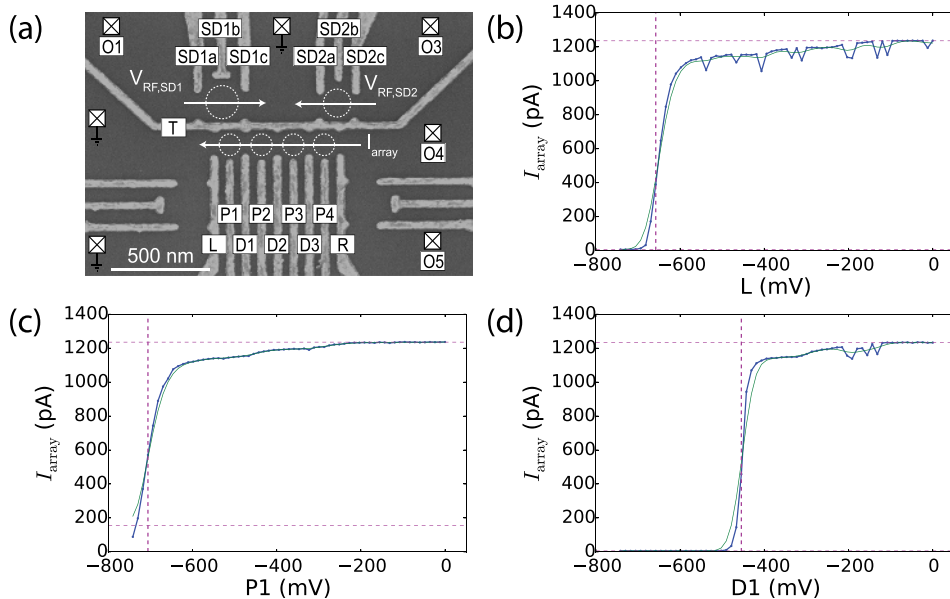 (a)
O1
SD1b
SD2b
O3
SD1a
SD1c
SD2a
SD2c
V_RF,SD1
V_RF,SD2
T
I_array
O4
P1
P2
P3
P4
L
D1
D2
D3
R
O5
500 nm
(b)
1400
1200
1000
800
600
400
200
0
I_array (pA)
−800
−600
−400
−200
0
L (mV)
(c)
1400
1200
1000
800
600
400
200
0
I_array (pA)
−800
−600
−400
−200
0
P1 (mV)
(d)
1400
1200
1000
800
600
400
200
0
I_array (pA)
−800
−600
−400
−200
0
D1 (mV)